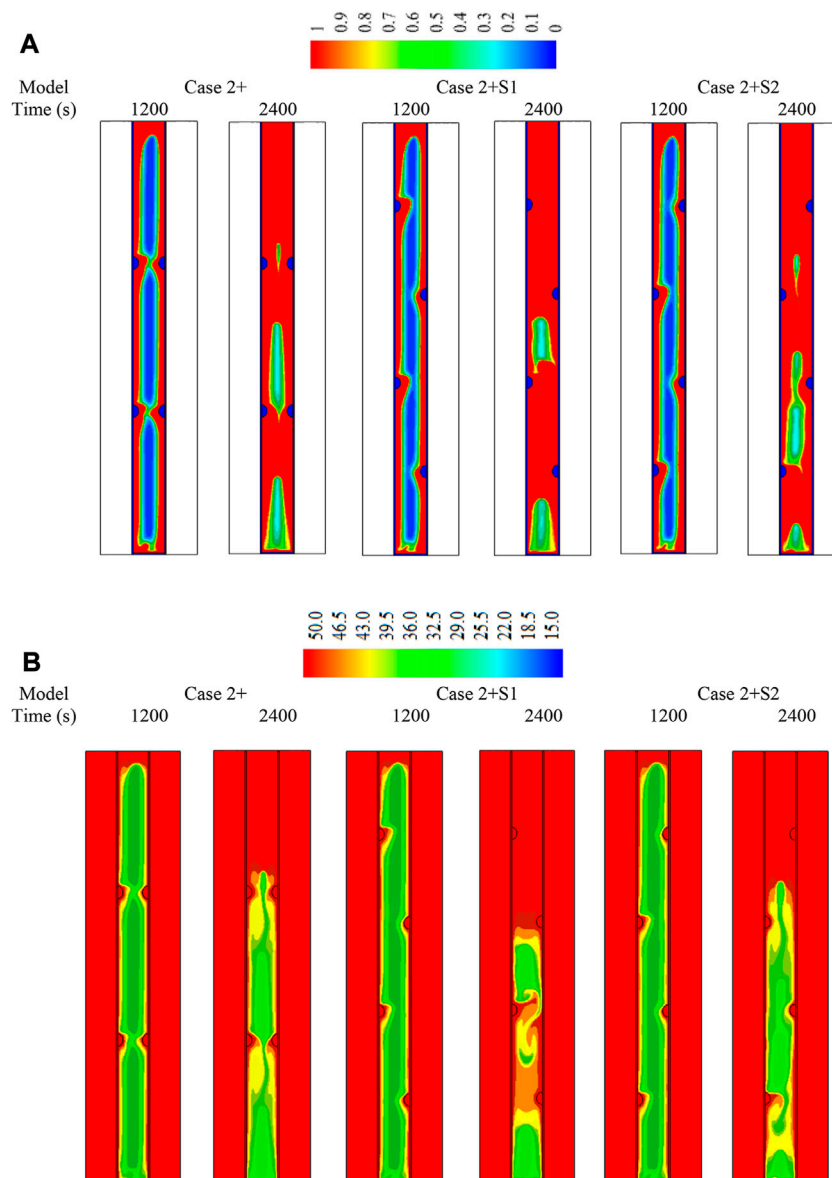 A
1 0.9 0.8 0.7 0.6 0.5 0.4 0.3 0.2 0.1 0
Model Case 2+ Case 2+S1 Case 2+S2
Time (s) 1200 2400 1200 2400 1200 2400
B
50.0 46.5 43.0 39.5 36.0 32.5 29.0 25.5 22.0 18.5 15.0
Model Case 2+ Case 2+S1 Case 2+S2
Time (s) 1200 2400 1200 2400 1200 2400